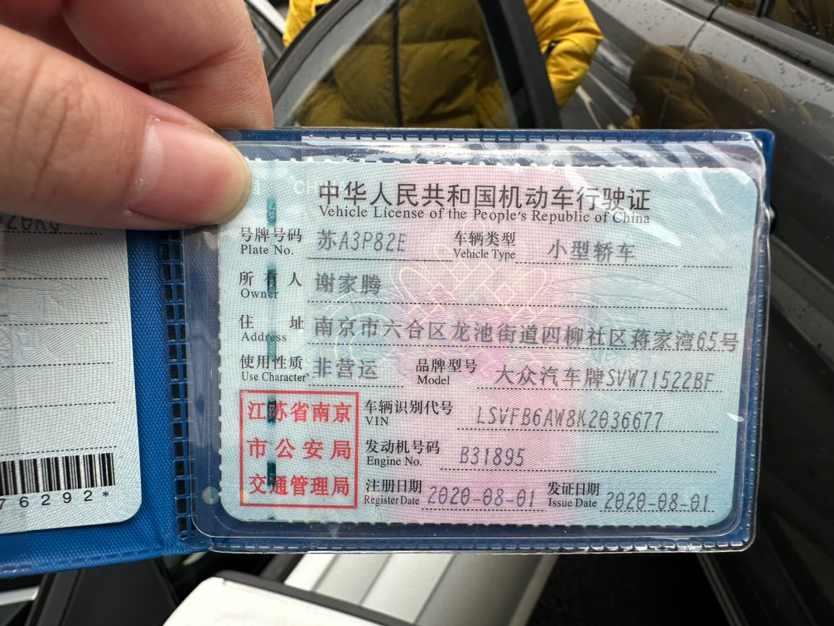 中华人民共和国机动车行驶证
Vehicle License of the People's Republic of China
号牌号码 苏A3P82E 车辆类型 小型轿车
Plate No. Vehicle Type
所有人 谢家腾
Owner
住址 南京市六合区龙池街道四柳社区蒋家湾65号
Address
使用性质 非营运 品牌型号 大众汽车牌SVW71522BF
Use Character Model
江苏省南京
市公安局
交通管理局
车辆识别代号 LSVFB6AW8K2036677
VIN
发动机号码 B31895
Engine No.
注册日期 2020-08-01 发证日期 2020-08-01
Register Date Issue Date
76292*